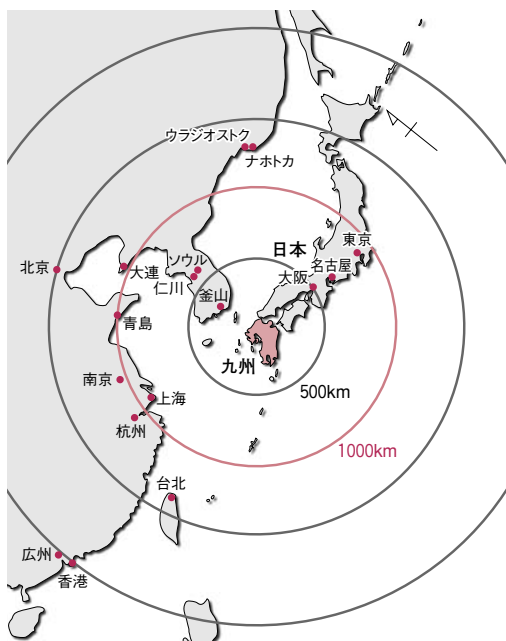 ウラジオストク
ナホトカ
日本
東京
名古屋
大阪
北京
大連
ソウル
仁川
釜山
青島
九州
500km
南京
上海
杭州
1000km
台北
広州
香港